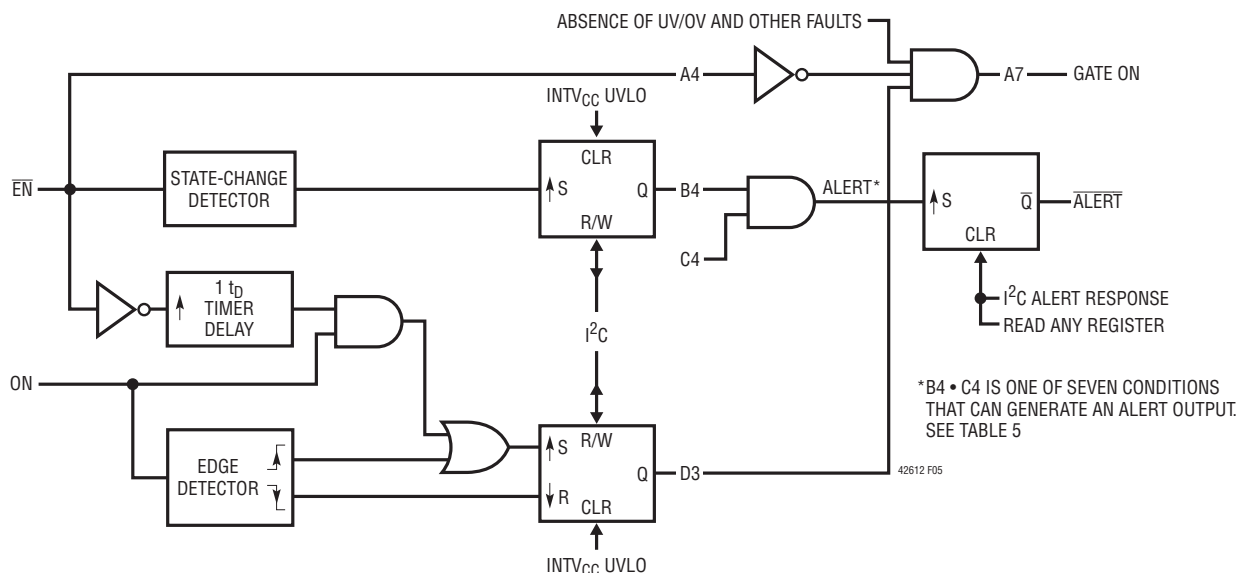 ABSENCE OF UV/OV AND OTHER FAULTS
A4
A7
GATE ON
INTVCC UVLO
CLR
EN
STATE-CHANGE
DETECTOR
S
Q
B4
R/W
ALERT*
C4
S
Q
ALERT
CLR
1 tD
TIMER
DELAY
I2C ALERT RESPONSE
READ ANY REGISTER
I2C
ON
*B4 • C4 IS ONE OF SEVEN CONDITIONS
THAT CAN GENERATE AN ALERT OUTPUT.
SEE TABLE 5
EDGE
DETECTOR
S
R/W
Q
D3
R
CLR
42612 F05
INTVCC UVLO